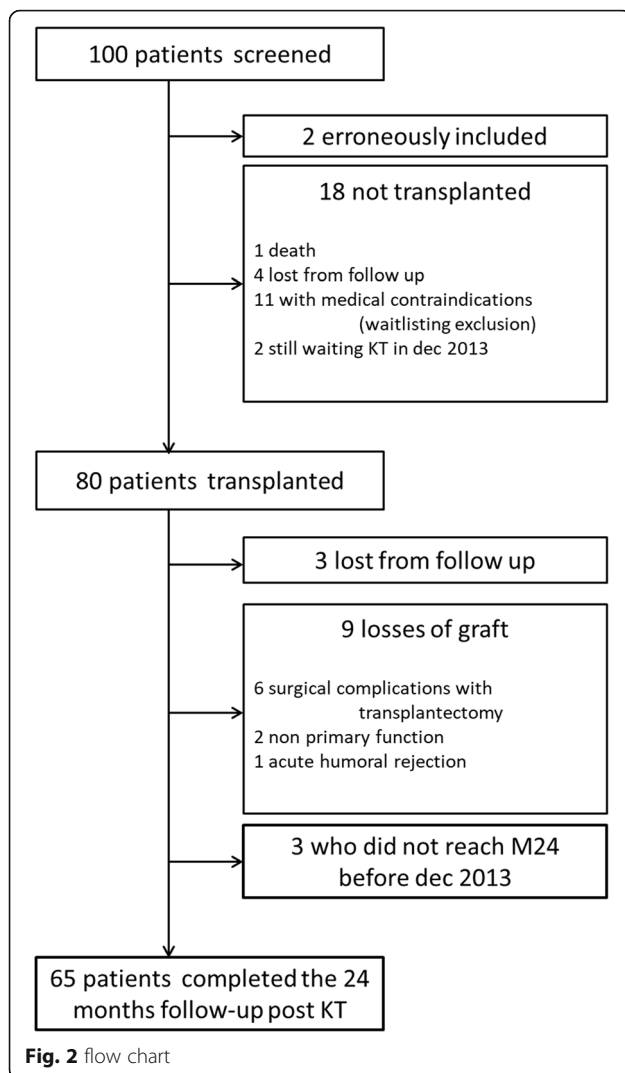 100 patients screened
2 erroneously included
18 not transplanted
1 death
4 lost from follow up
11 with medical contraindications
(waitlisting exclusion)
2 still waiting KT in dec 2013
80 patients transplanted
3 lost from follow up
9 losses of graft
6 surgical complications with
transplantectomy
2 non primary function
1 acute humoral rejection
3 who did not reach M24
before dec 2013
65 patients completed the 24
months follow-up post KT
Fig. 2 flow chart